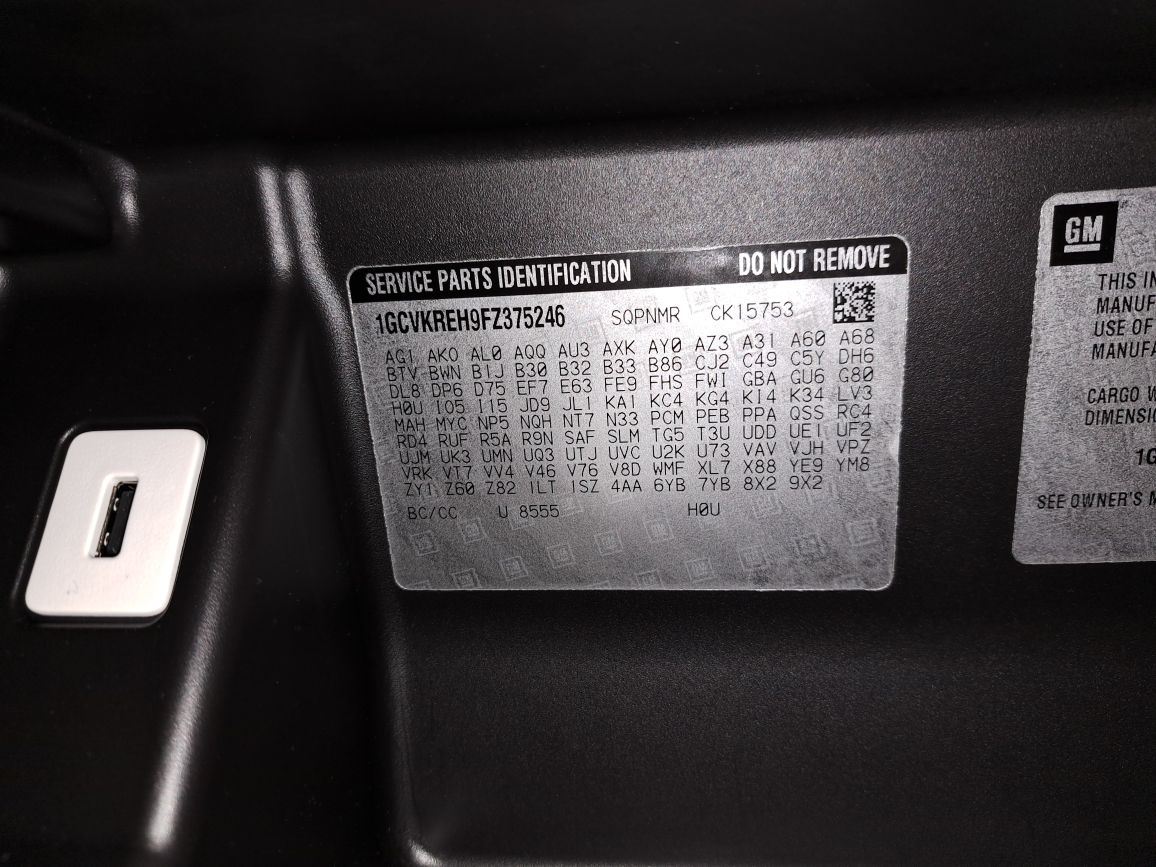 SERVICE PARTS IDENTIFICATION DO NOT REMOVE
1GCVKREH9FZ375246 SQPNMR CK15753
AG1 AKO AL0 AQQ AU3 AXK AY0 AZ3 A31 A60 A68
BTV BWN B1J B30 B32 B33 B86 CJ2 C49 C5Y DH6
DL8 DP6 D75 EF7 E63 FE9 FHS FWI GBA GU6 G80
H0U IO5 I15 JD9 JL1 KA1 KC4 KG4 KI4 K34 LV3
MAH MYC NP5 NQH NT7 N33 PCM PEB PPA QSS RC4
RD4 RUF R5A R9N SAF SLM TG5 T3U UDD UE1 UF2
UJM UK3 UMN UQ3 UTJ UVC U2K U73 VAV VJH VPZ
VRK VT7 VV4 V46 V76 V8D WMF XL7 X88 YE9 YM8
ZY1 Z60 Z82 1LT 1SZ 4AA 6YB 7YB 8X2 9X2
BC/CC U 8555 H0U
GM
THIS IN
MANUF
USE OF
MANUFA
CARGO W
DIMENSIO
1G
SEE OWNER'S M